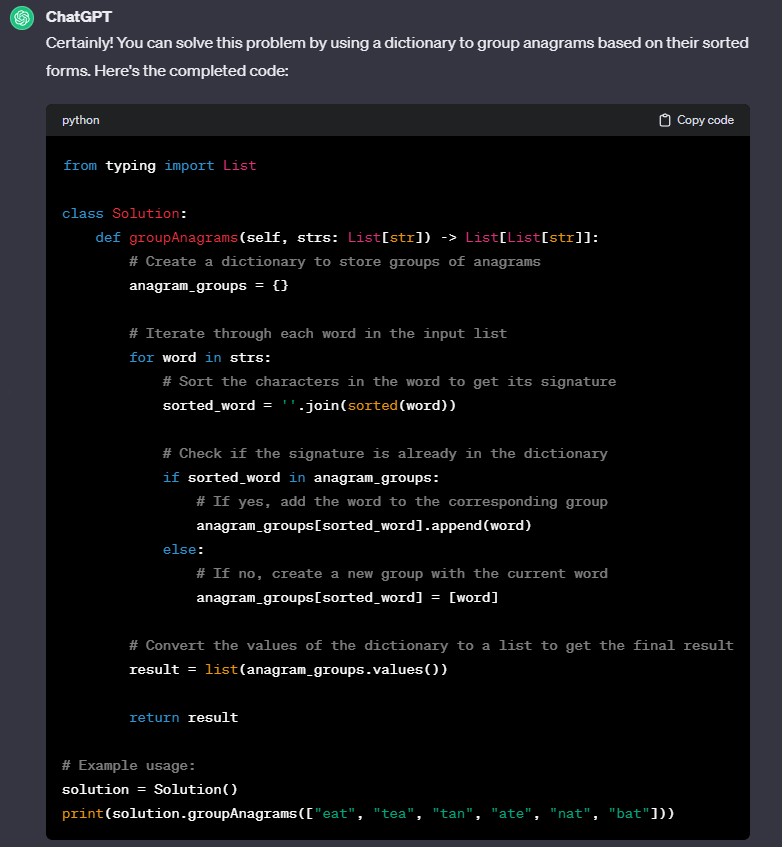 ChatGPT
Certainly! You can solve this problem by using a dictionary to group anagrams based on their sorted
forms. Here's the completed code:
python
Copy code
from typing import List
class Solution:
    def groupAnagrams(self, strs: List[str]) -> List[List[str]]:
        # Create a dictionary to store groups of anagrams
        anagram_groups = {}
        # Iterate through each word in the input list
        for word in strs:
            # Sort the characters in the word to get its signature
            sorted_word = ''.join(sorted(word))
            # Check if the signature is already in the dictionary
            if sorted_word in anagram_groups:
                # If yes, add the word to the corresponding group
                anagram_groups[sorted_word].append(word)
            else:
                # If no, create a new group with the current word
                anagram_groups[sorted_word] = [word]
        # Convert the values of the dictionary to a list to get the final result
        result = list(anagram_groups.values())
        return result
# Example usage:
solution = Solution()
print(solution.groupAnagrams(["eat", "tea", "tan", "ate", "nat", "bat"]))